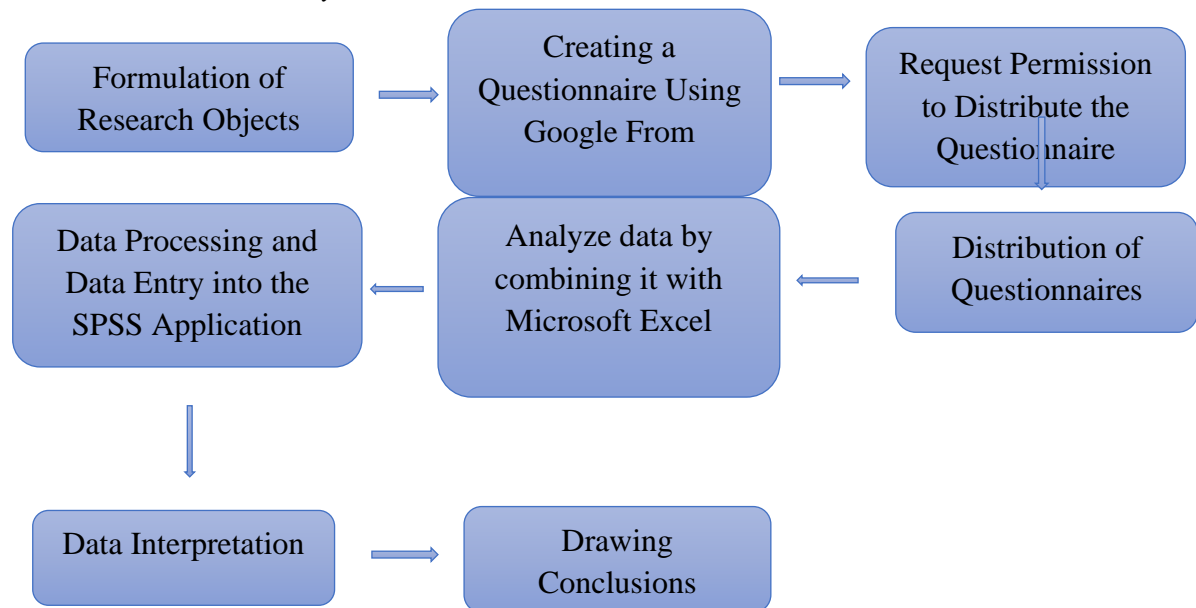 Formulation of
Research Objects
Creating a
Questionnaire Using
Google From
Request Permission
to Distribute the
Questionnaire
Distribution of
Questionnaires
Analyze data by
combining it with
Microsoft Excel
Data Processing and
Data Entry into the
SPSS Application
Data Interpretation
Drawing
Conclusions